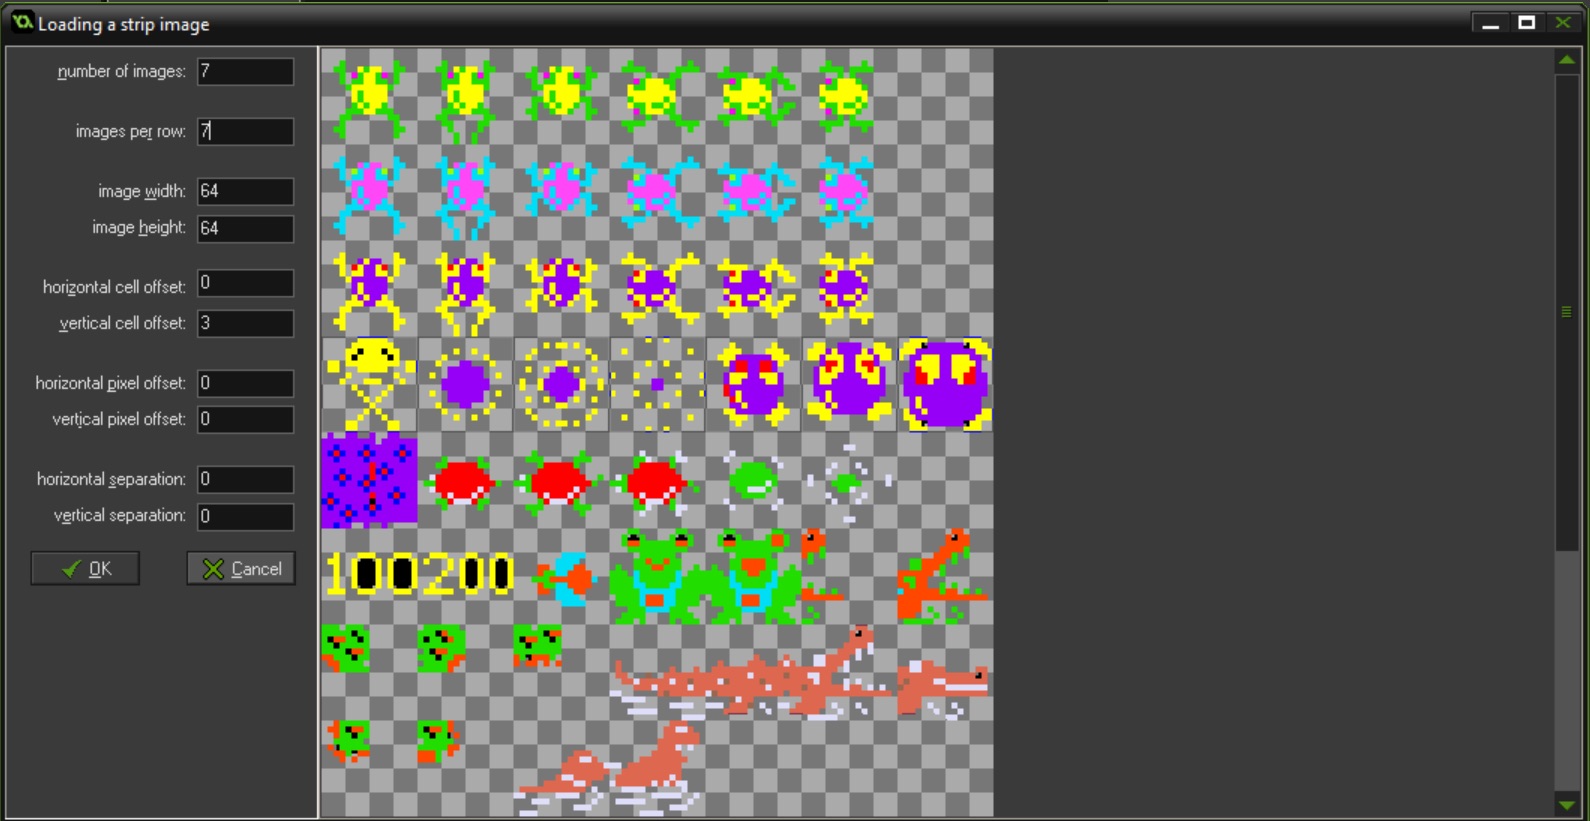 Loading a strip image
number of images: 7
images per row: 7
image width: 64
image height: 64
horizontal cell offset: 0
vertical cell offset: 3
horizontal pixel offset: 0
vertical pixel offset: 0
horizontal separation: 0
vertical separation: 0
OK Cancel
100200